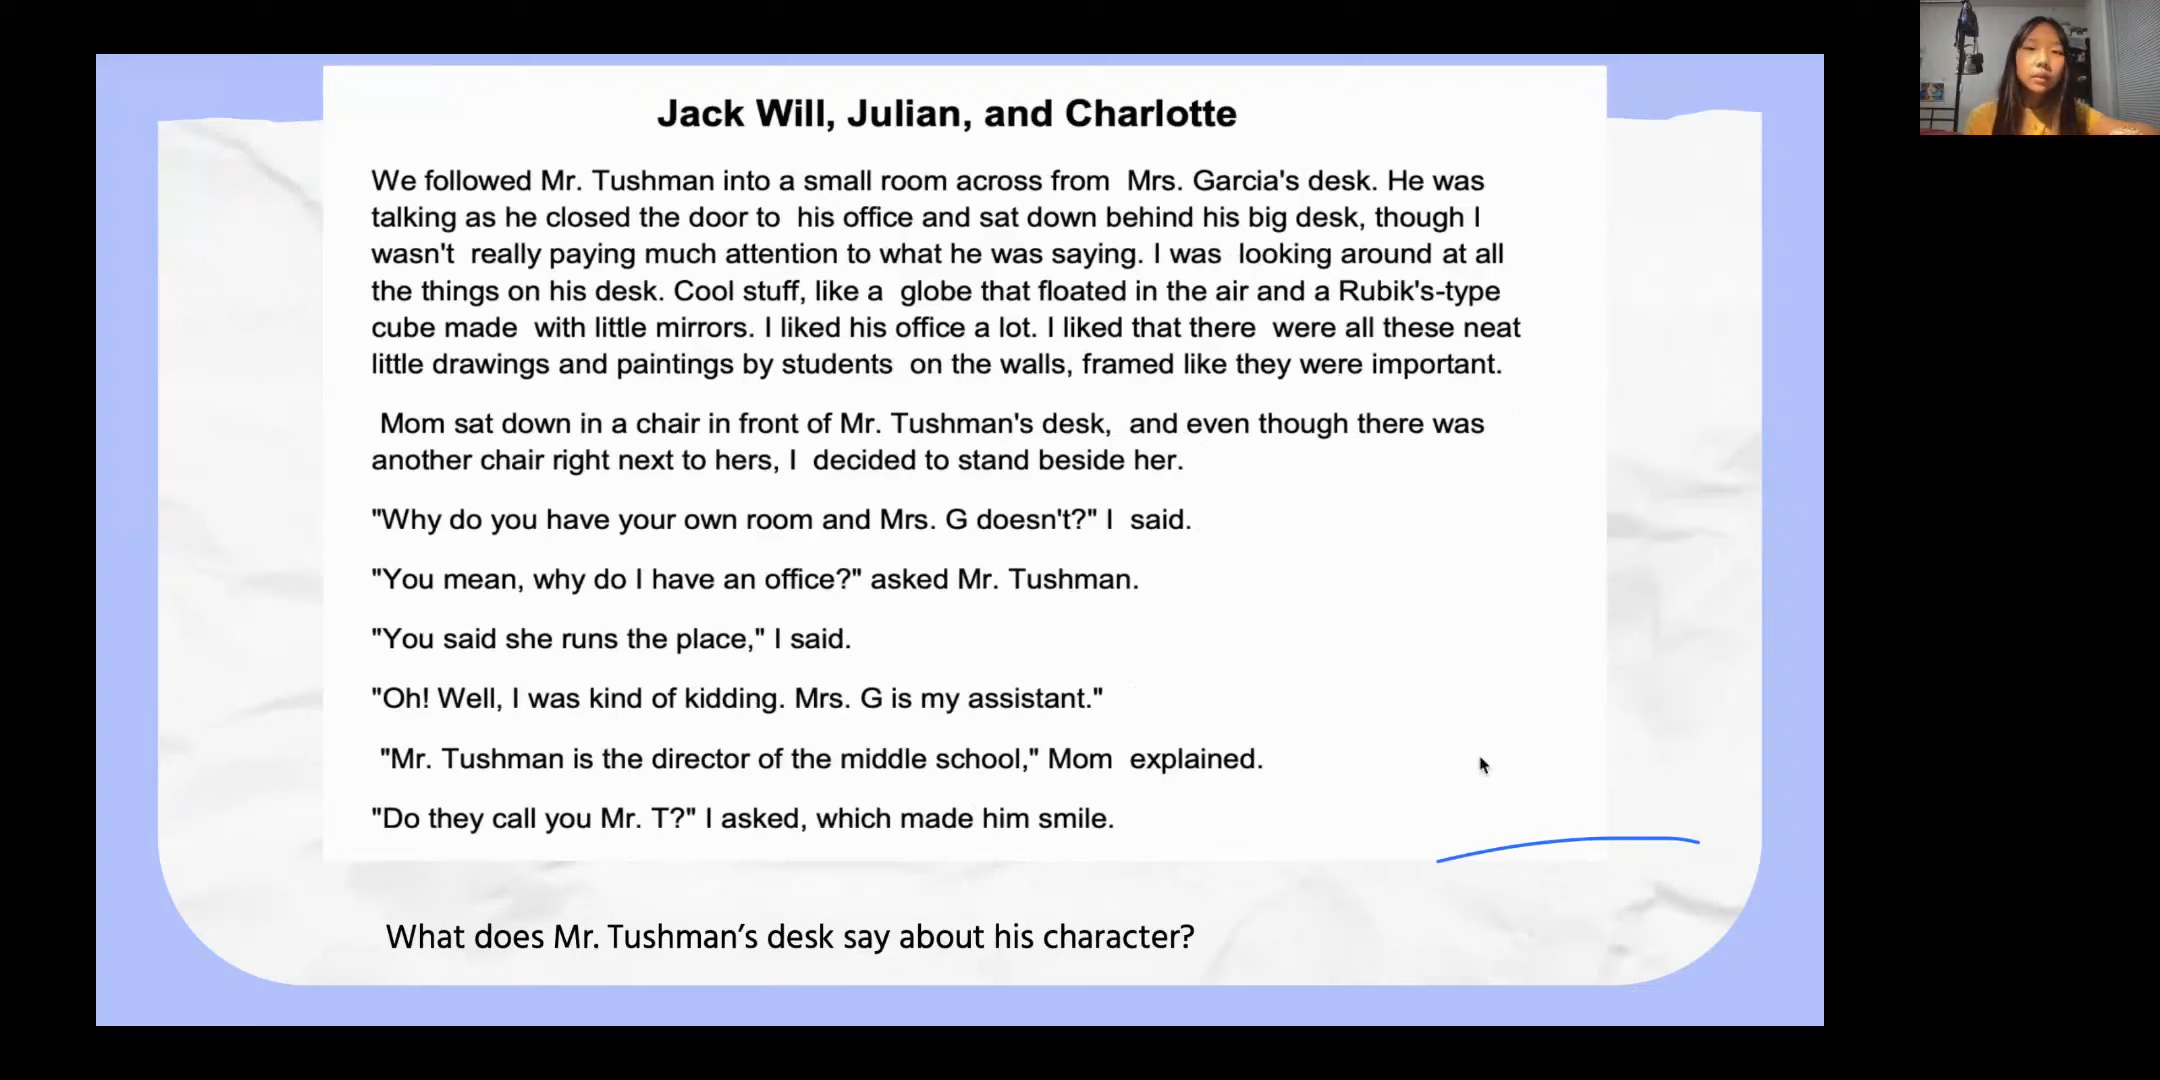 Jack Will, Julian, and Charlotte
We followed Mr. Tushman into a small room across from  Mrs. Garcia's desk. He was
talking as he closed the door to  his office and sat down behind his big desk, though I
wasn't  really paying much attention to what he was saying. I was  looking around at all
the things on his desk. Cool stuff, like a  globe that floated in the air and a Rubik's-type
cube made  with little mirrors. I liked his office a lot. I liked that there  were all these neat
little drawings and paintings by students  on the walls, framed like they were important.
Mom sat down in a chair in front of Mr. Tushman's desk,  and even though there was
another chair right next to hers, I  decided to stand beside her.
"Why do you have your own room and Mrs. G doesn't?" I  said.
"You mean, why do I have an office?" asked Mr. Tushman.
"You said she runs the place," I said.
"Oh! Well, I was kind of kidding. Mrs. G is my assistant."
"Mr. Tushman is the director of the middle school," Mom  explained.
"Do they call you Mr. T?" I asked, which made him smile.
What does Mr. Tushman’s desk say about his character?